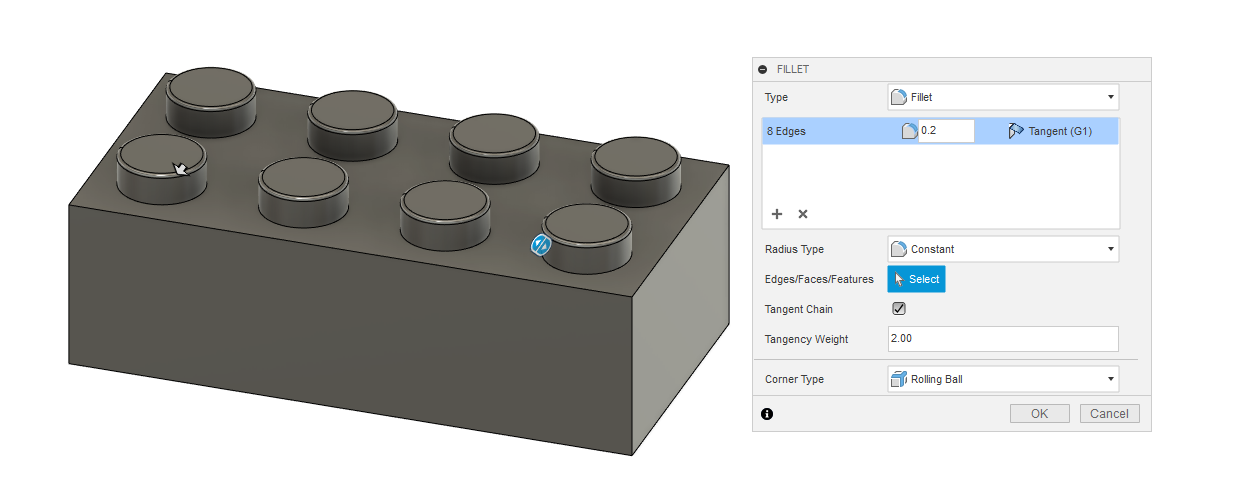 FILLET
Type Fillet
8 Edges 0.2 Tangent (G1)
Radius Type Constant
Edges/Faces/Features Select
Tangent Chain
Tangency Weight 2.00
Corner Type Rolling Ball
OK Cancel